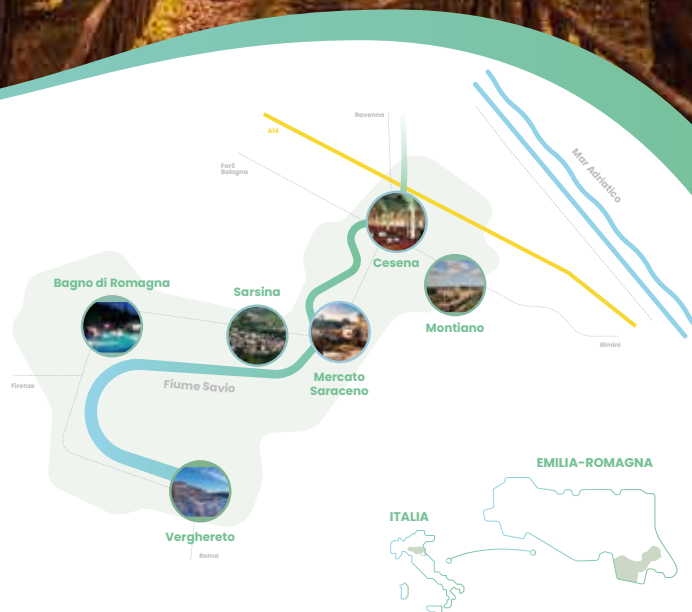 Ravenna
A14
Forlì
Bologna
Mar Adriatico
Cesena
Bagno di Romagna
Sarsina
Montiano
Rimini
Mercato
Saraceno
Fiume Savio
Firenze
Verghereto
Roma
EMILIA-ROMAGNA
ITALIA